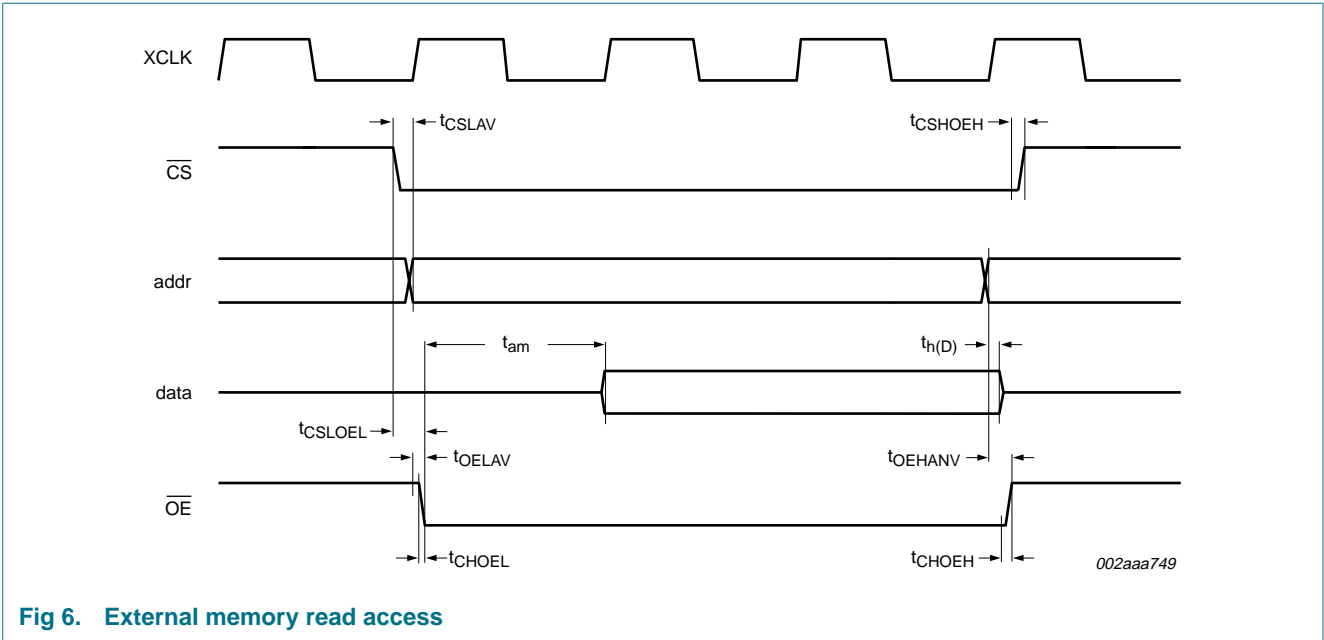 XCLK
tCSLAV
tCSHOEH
CS
addr
tam
th(D)
data
tCSLOEL
tOELAV
tOEHANV
OE
tCHOEL
tCHOEH
002aaa749
Fig 6. External memory read access